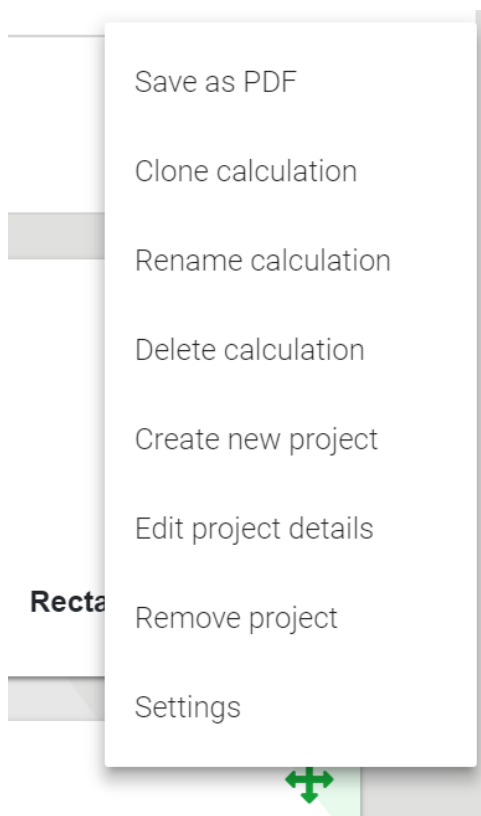 Save as PDF
Clone calculation
Rename calculation
Delete calculation
Create new project
Edit project details
Recta
Remove project
Settings